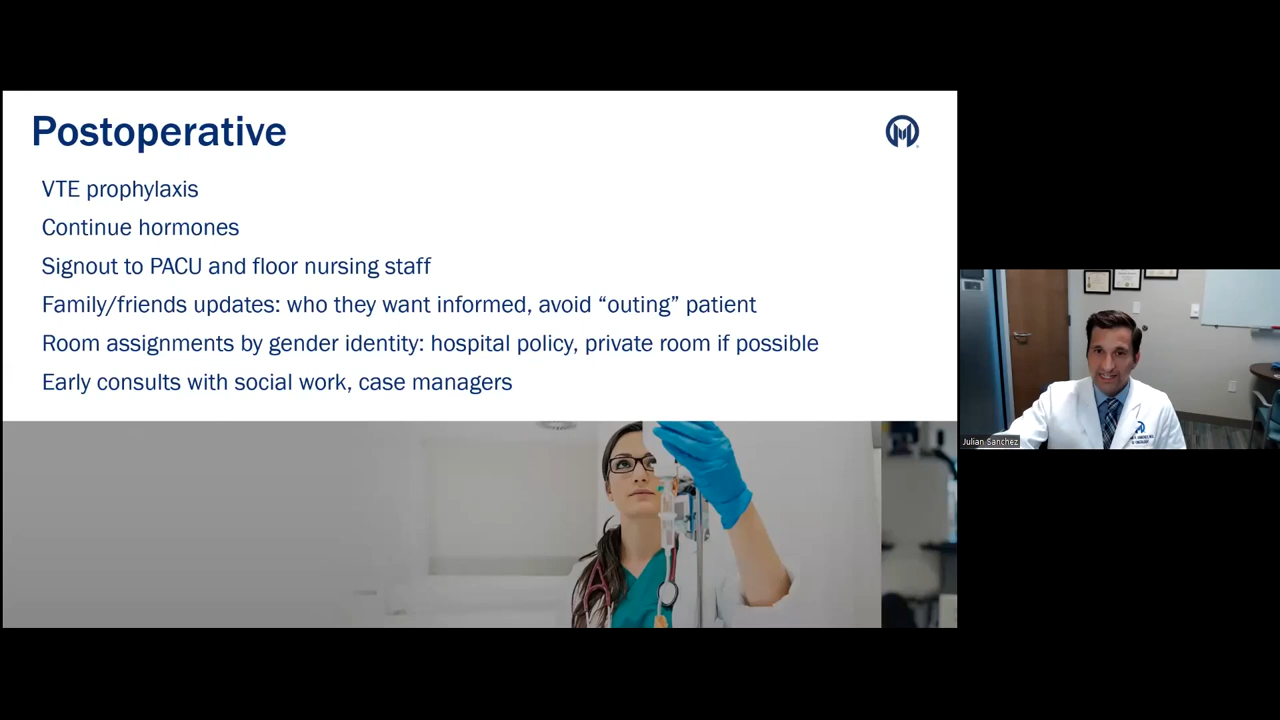 Postoperative
VTE prophylaxis
Continue hormones
Signout to PACU and floor nursing staff
Family/friends updates: who they want informed, avoid “outing” patient
Room assignments by gender identity: hospital policy, private room if possible
Early consults with social work, case managers
Julian Sanchez